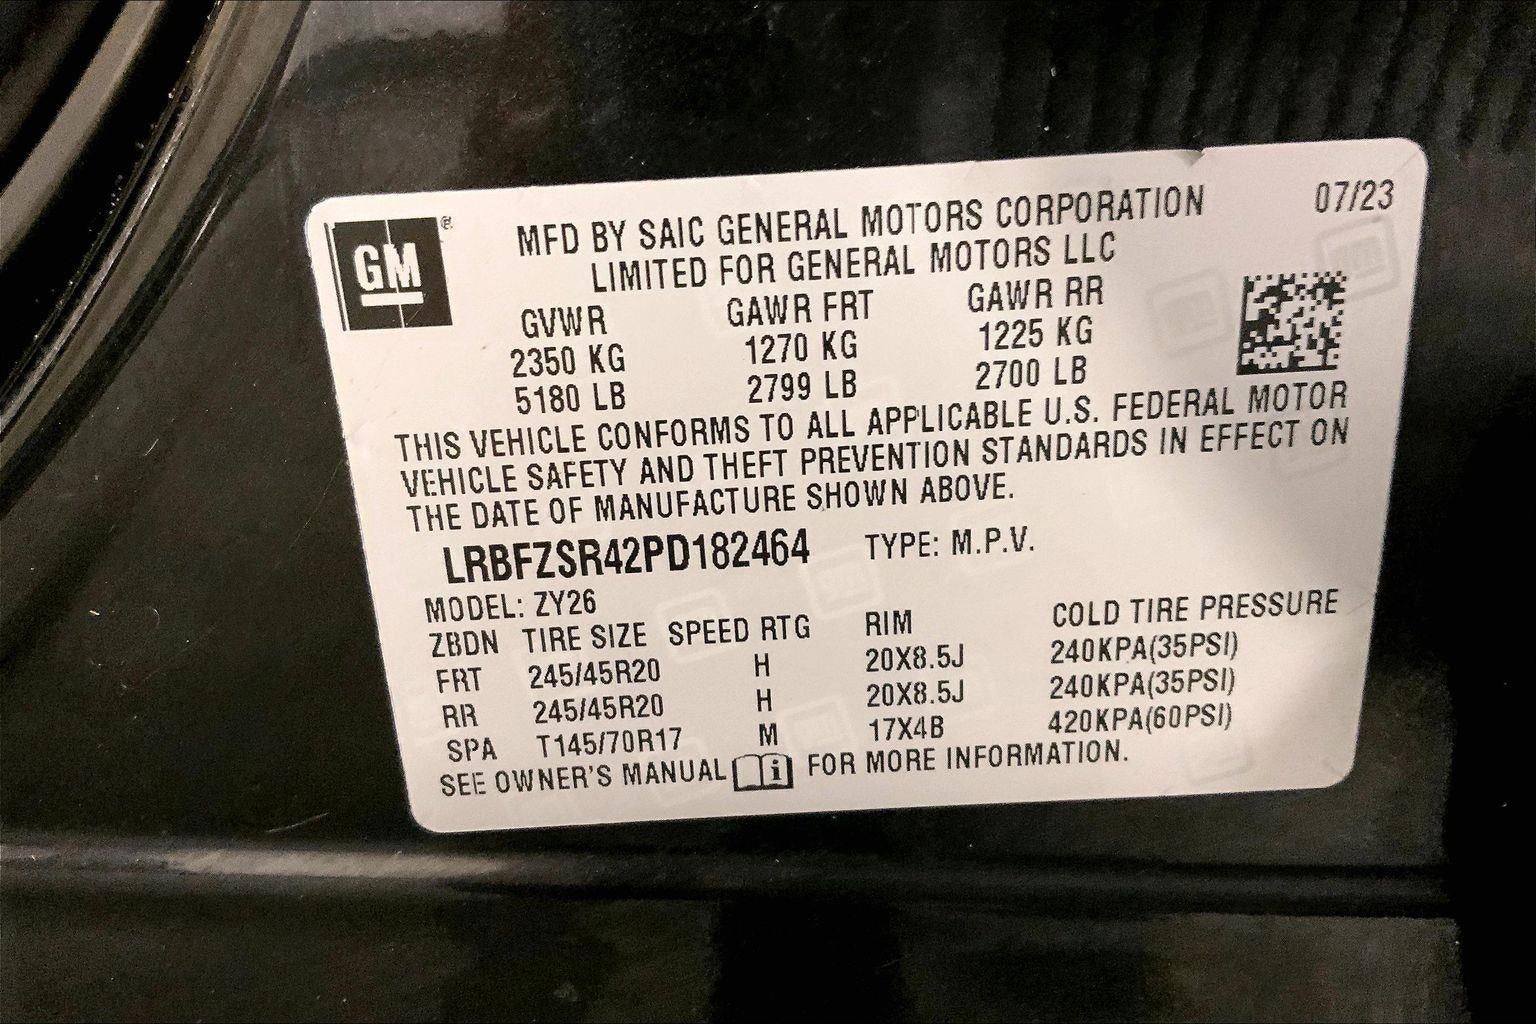 GM ®
MFD BY SAIC GENERAL MOTORS CORPORATION 07/23
LIMITED FOR GENERAL MOTORS LLC
GVWR GAWR FRT GAWR RR
2350 KG 1270 KG 1225 KG
5180 LB 2799 LB 2700 LB
THIS VEHICLE CONFORMS TO ALL APPLICABLE U.S. FEDERAL MOTOR
VEHICLE SAFETY AND THEFT PREVENTION STANDARDS IN EFFECT ON
THE DATE OF MANUFACTURE SHOWN ABOVE.
LRBFZSR42PD182464 TYPE: M.P.V.
MODEL: ZY26
ZBDN TIRE SIZE SPEED RTG RIM COLD TIRE PRESSURE
FRT 245/45R20 H 20X8.5J 240KPA(35PSI)
RR 245/45R20 H 20X8.5J 240KPA(35PSI)
SPA T145/70R17 M 17X4B 420KPA(60PSI)
SEE OWNER'S MANUAL i FOR MORE INFORMATION.